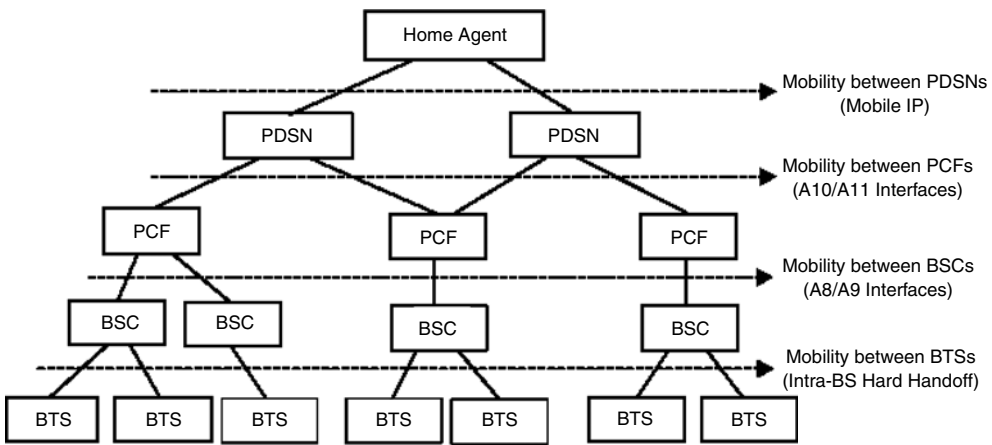 Home Agent
Mobility between PDSNs
(Mobile IP)
PDSN
PDSN
Mobility between PCFs
(A10/A11 Interfaces)
PCF
PCF
PCF
Mobility between BSCs
(A8/A9 Interfaces)
BSC
BSC
BSC
BSC
Mobility between BTSs
(Intra-BS Hard Handoff)
BTS
BTS
BTS
BTS
BTS
BTS
BTS